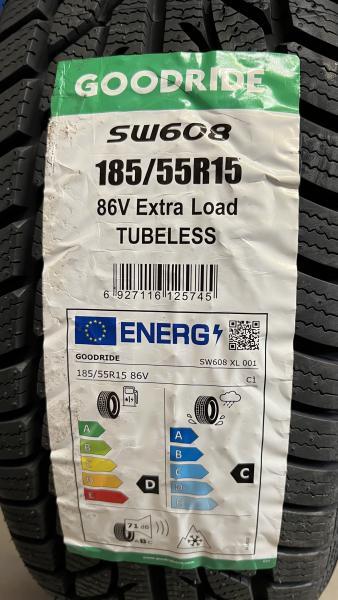 GOODRIDE
SW608
185/55R15
86V Extra Load
TUBELESS
6 927116 125745
ENERG
GOODRIDE
SW608 XL 001
185/55R15 86V
C1
A
B
C
D
E
D
A
B
C
D
E
C
71 dB
ABC